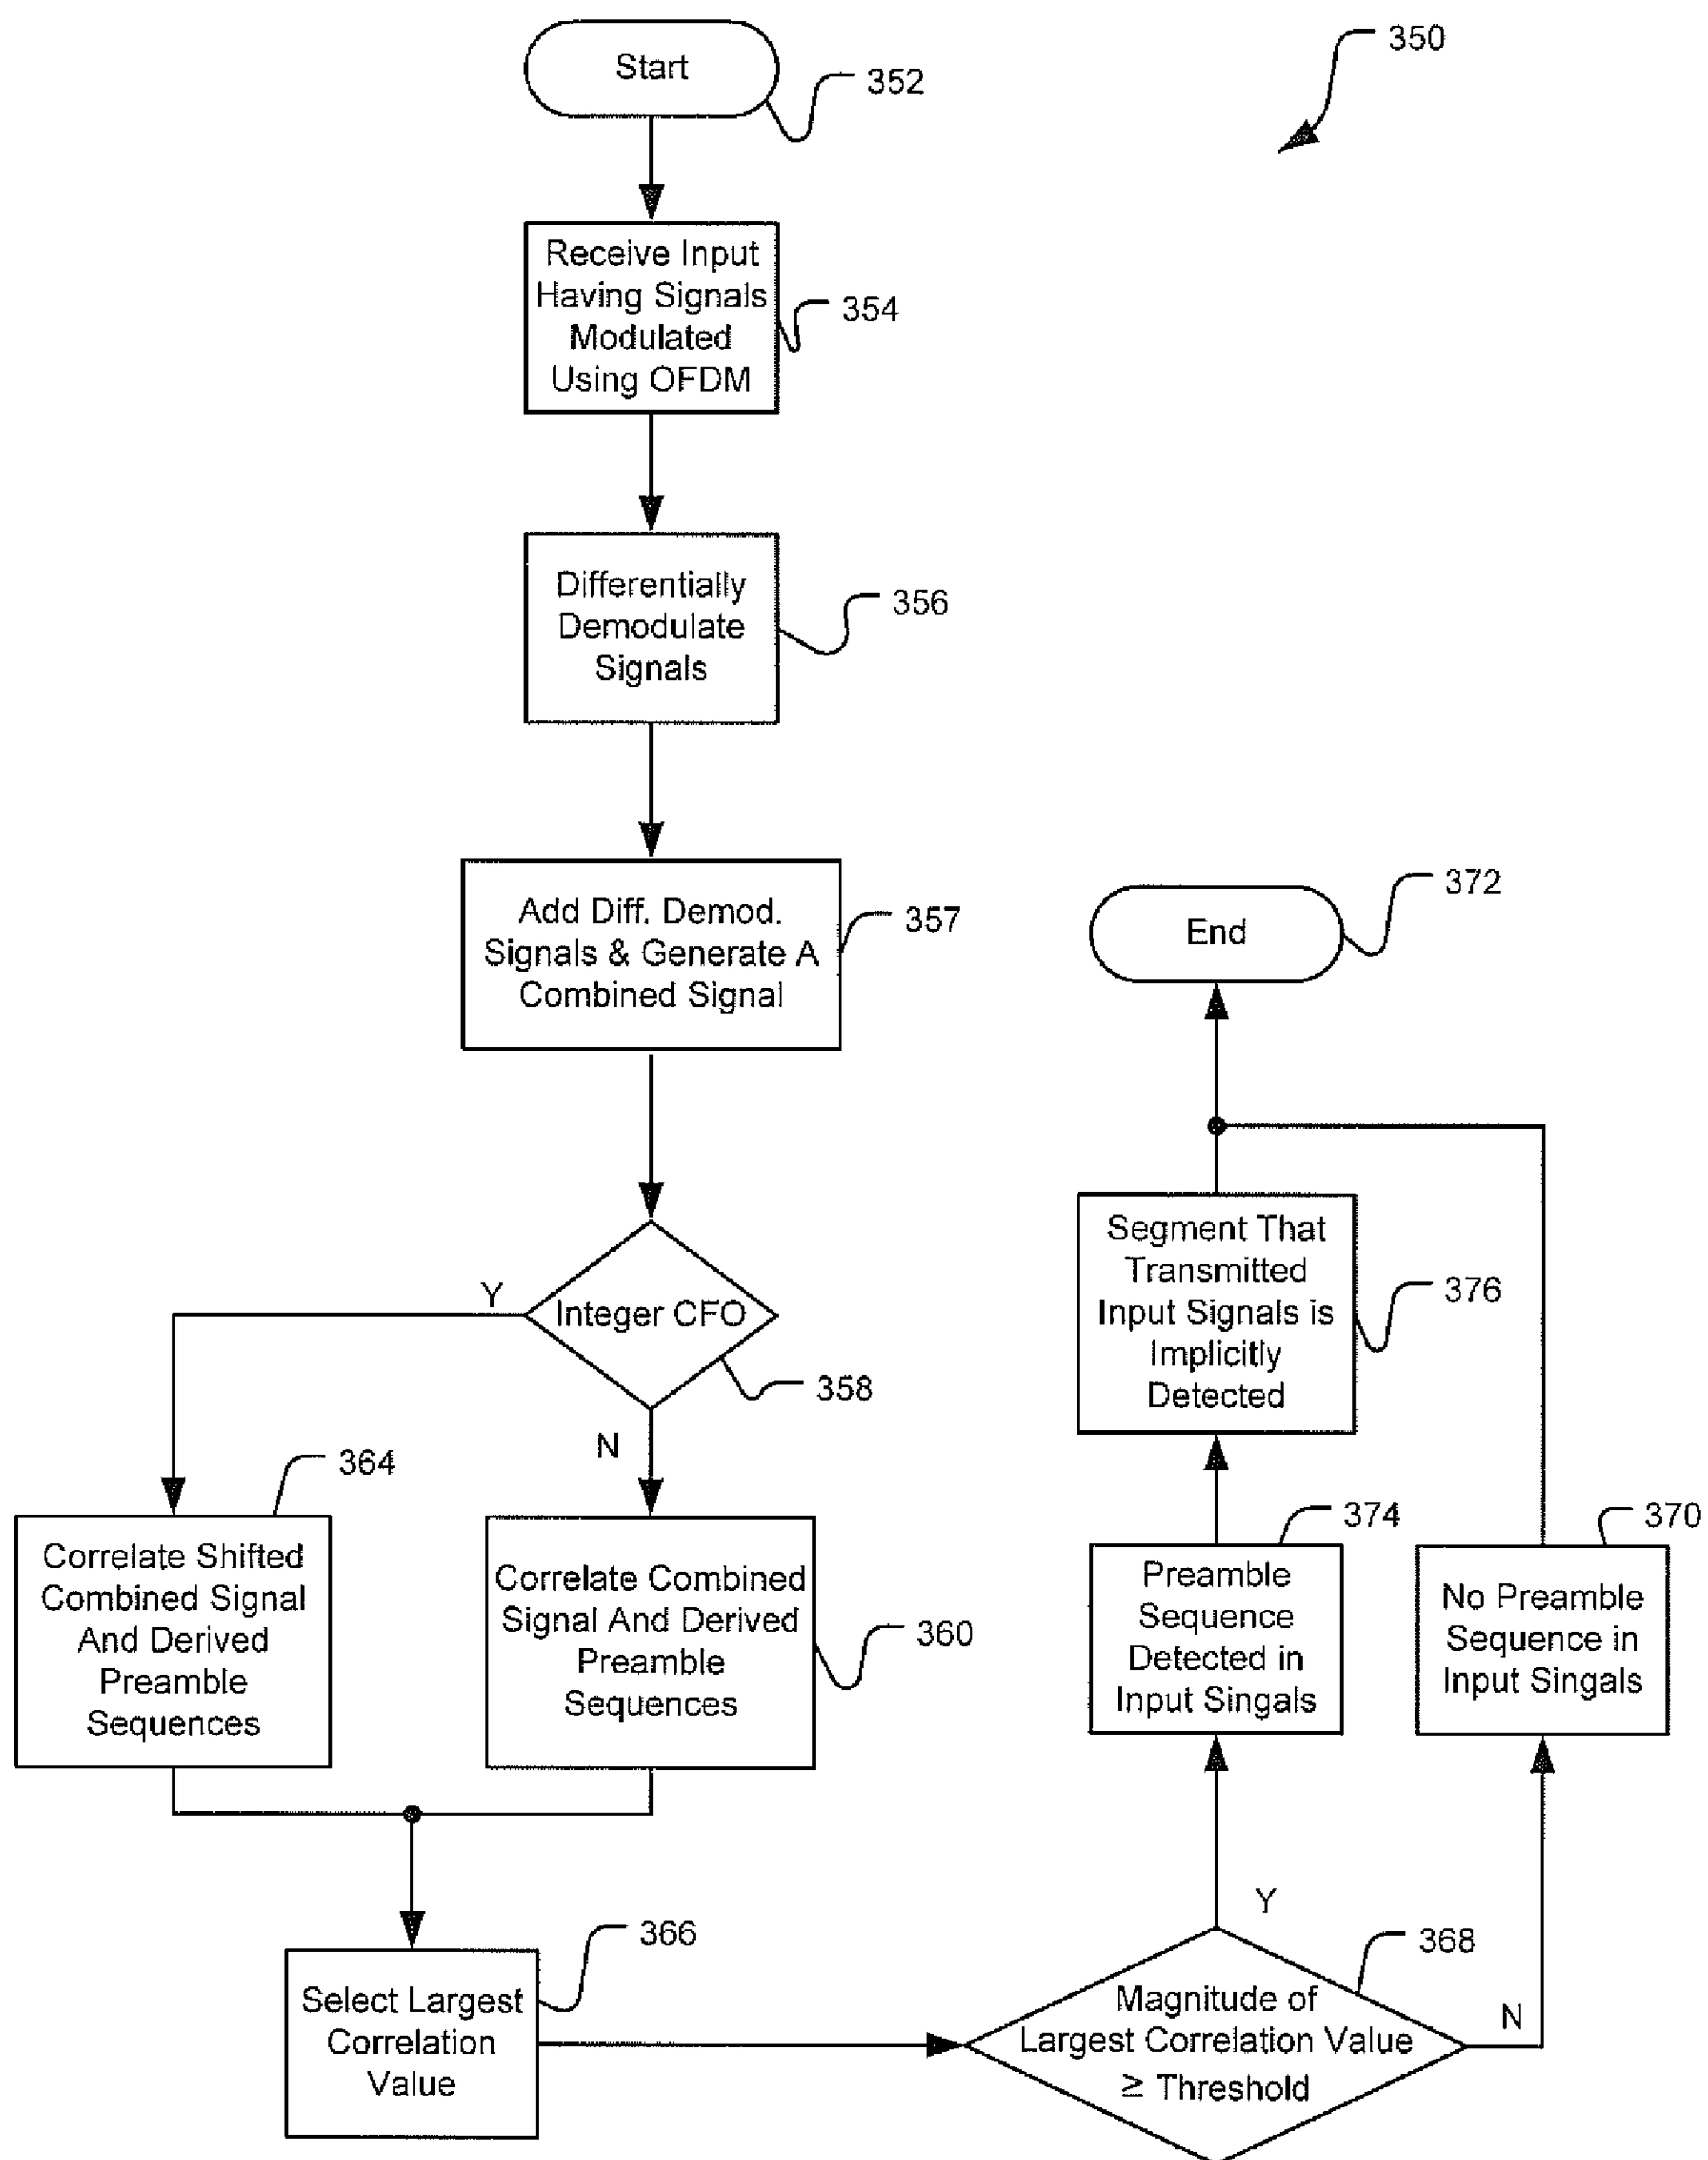 350
Start
352
Receive Input
Having Signals
Modulated
Using OFDM
354
Differentially
Demodulate
Signals
356
Add Diff. Demod.
Signals & Generate A
Combined Signal
357
Integer CFO
358
Y
N
364
Correlate Shifted
Combined Signal
And Derived
Preamble
Sequences
Correlate Combined
Signal And Derived
Preamble
Sequences
360
Select Largest
Correlation
Value
366
Magnitude of
Largest Correlation Value
≥ Threshold
368
Y
N
374
Preamble
Sequence
Detected in
Input Singals
370
No Preamble
Sequence in
Input Singals
Segment That
Transmitted
Input Signals is
Implicitly
Detected
376
End
372